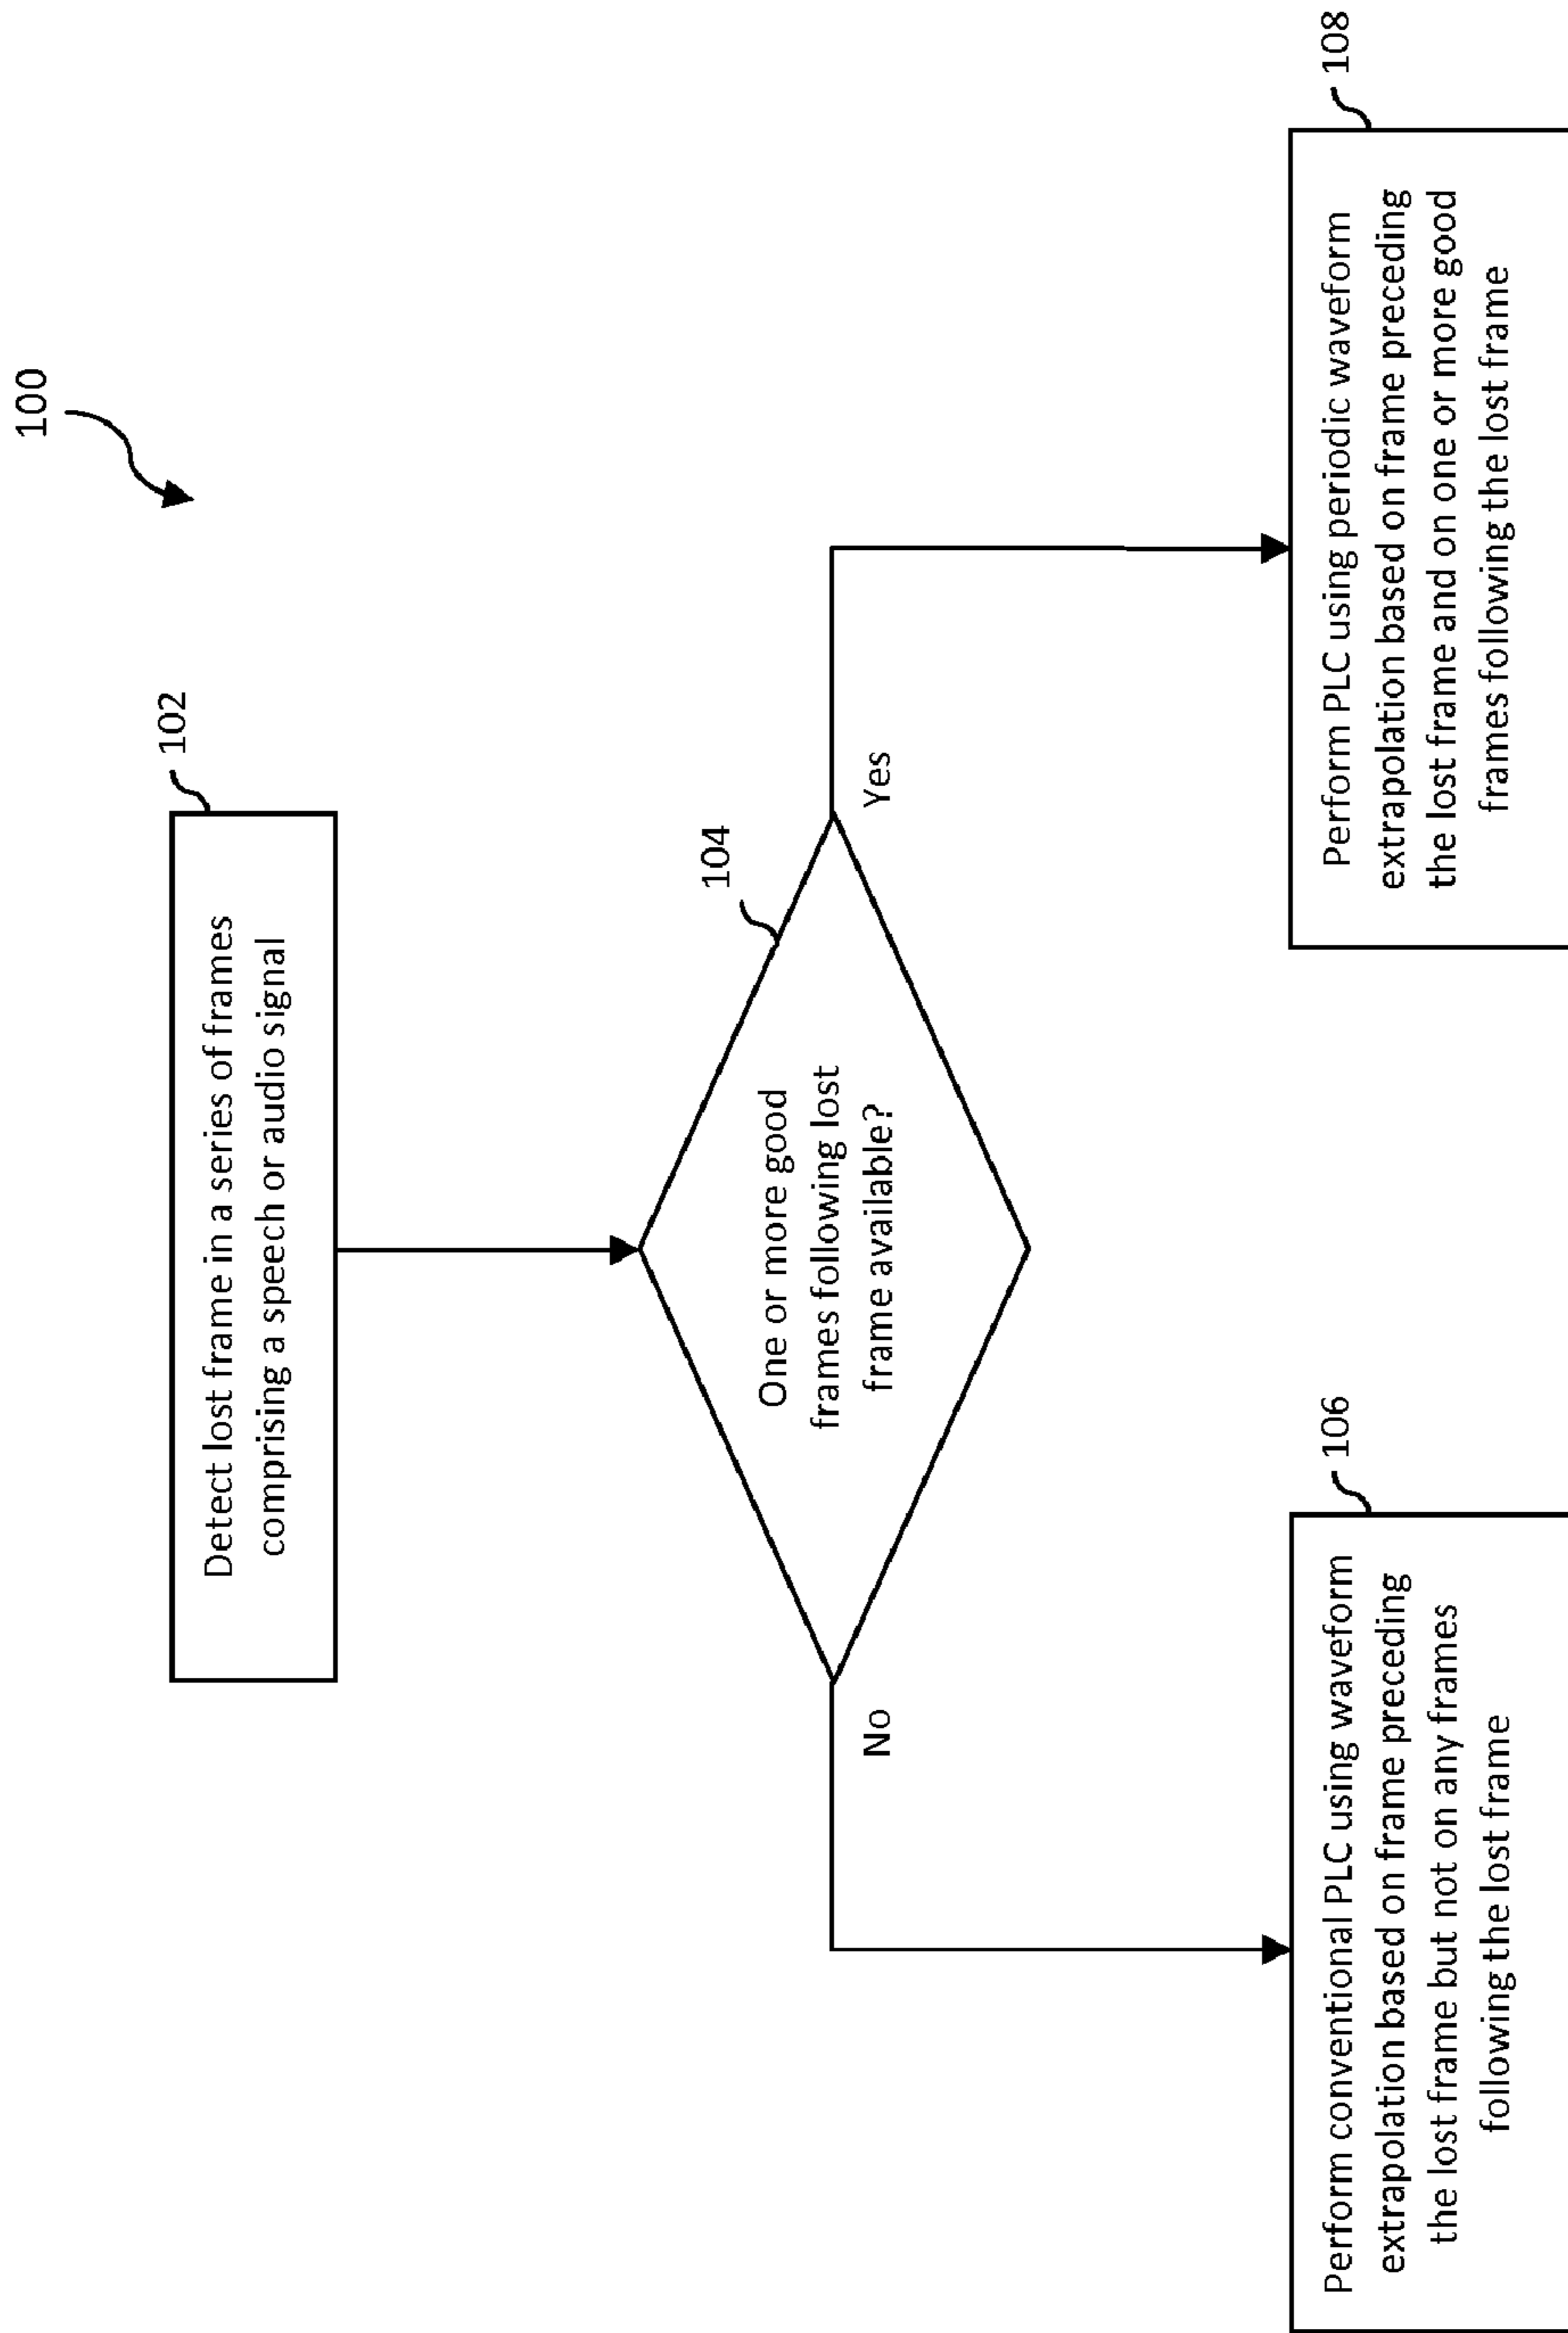 100
102
Detect lost frame in a series of frames
comprising a speech or audio signal
104
One or more good
frames following lost
frame available?
No
Yes
106
Perform conventional PLC using waveform
extrapolation based on frame preceding
the lost frame but not on any frames
following the lost frame
108
Perform PLC using periodic waveform
extrapolation based on frame preceding
the lost frame and on one or more good
frames following the lost frame